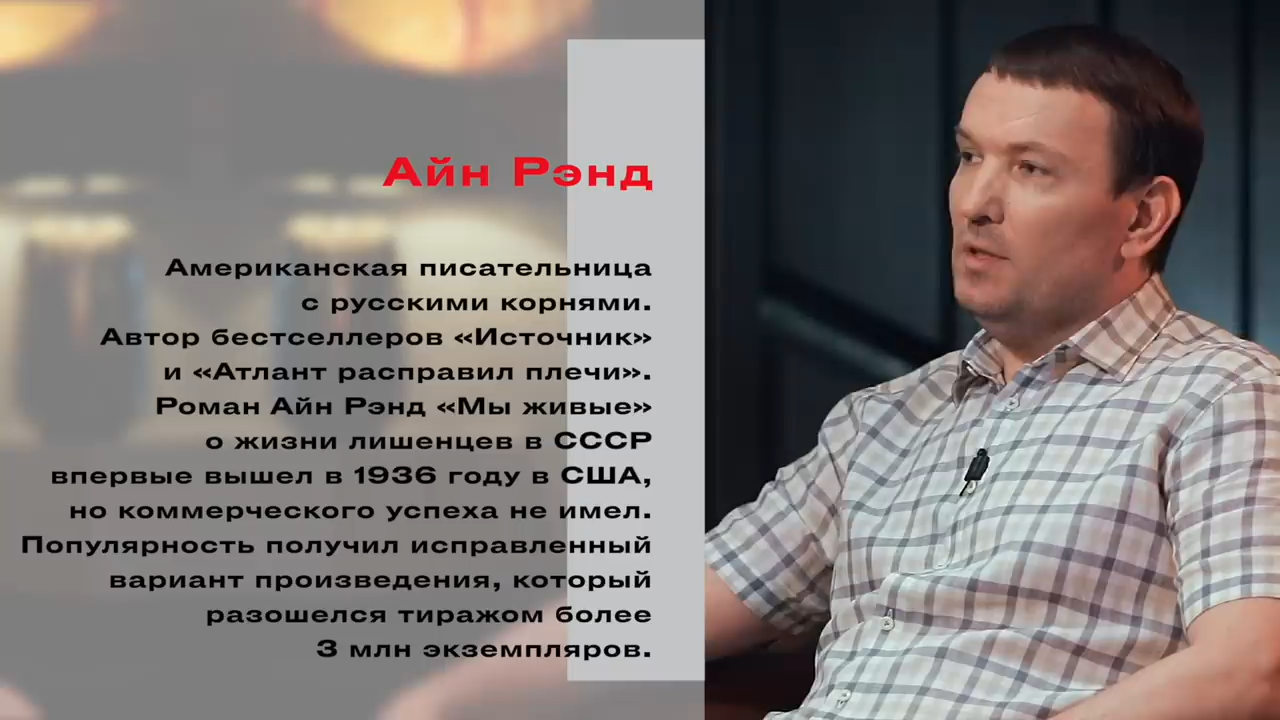 Айн Рэнд
Американская писательница
с русскими корнями.
Автор бестселлеров «Источник»
и «Атлант расправил плечи».
Роман Айн Рэнд «Мы живые»
о жизни лишенцев в СССР
впервые вышел в 1936 году в США,
но коммерческого успеха не имел.
Популярность получил исправленный
вариант произведения, который
разошелся тиражом более
3 млн экземпляров.